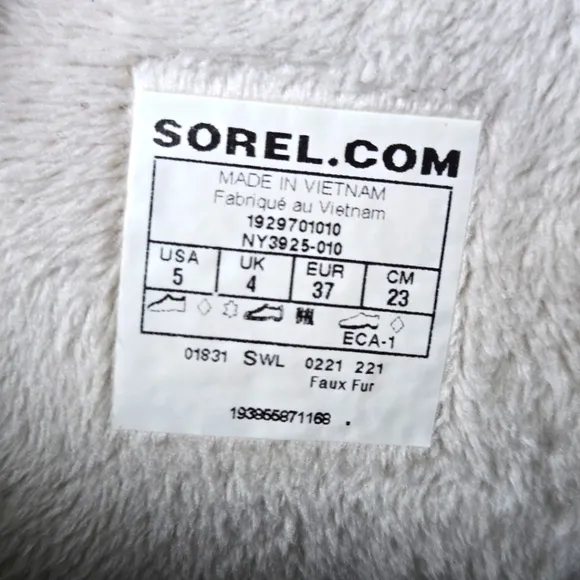 SOREL.COM
MADE IN VIETNAM
Fabriqué au Vietnam
1929701010
NY3925-010
USA UK EUR CM
5 4 37 23
ECA-1
01831 SWL 0221 221
Faux Fur
193855871168 .